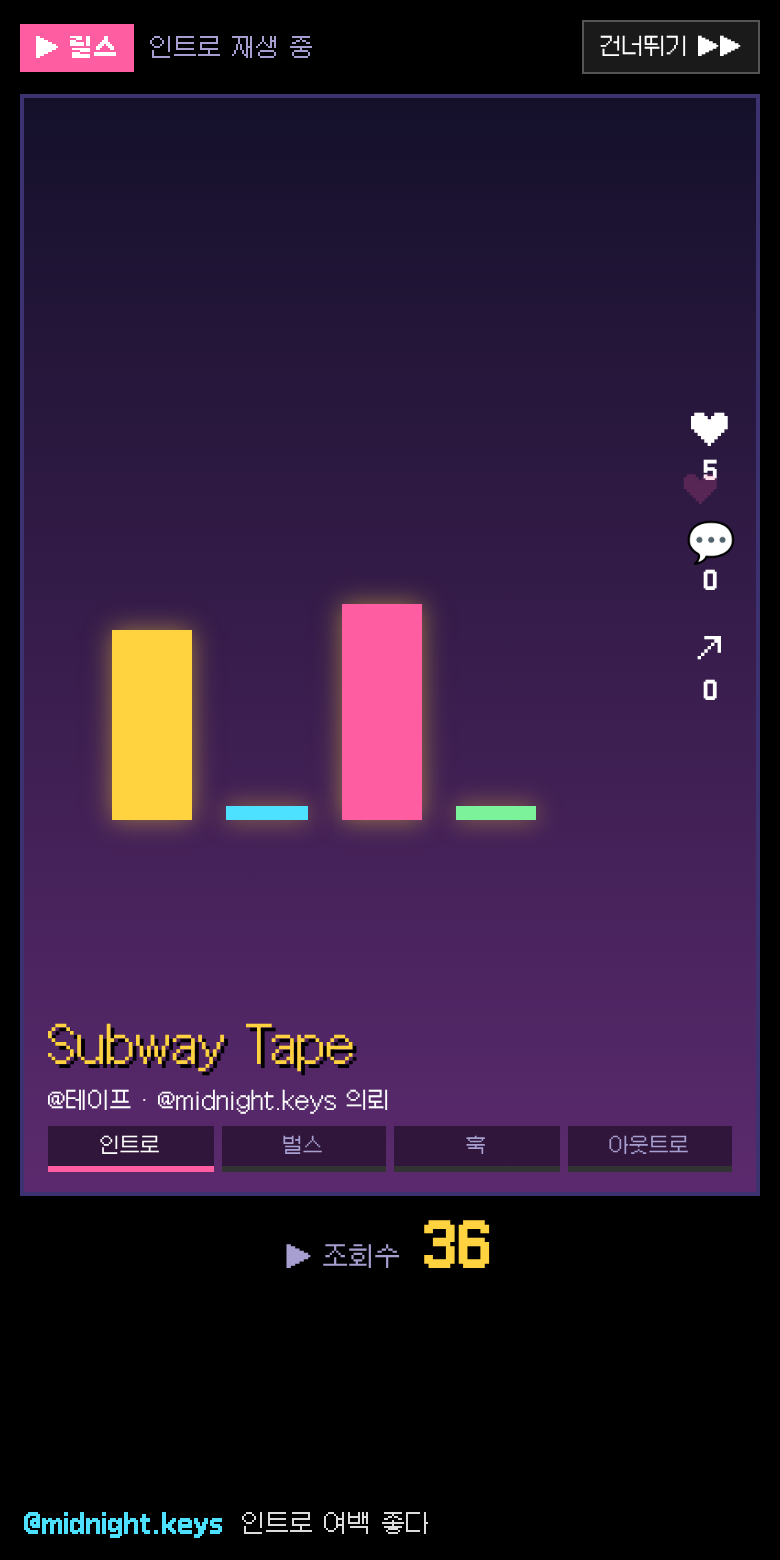 ▶ 릴스 인트로 재생 중 건너뛰기 ▶▶
5
0
↗
0
Subway Tape
@테이프 · @midnight.keys 의뢰
인트로 벌스 훅 아웃트로
▶ 조회수 36
@midnight.keys 인트로 여백 좋다